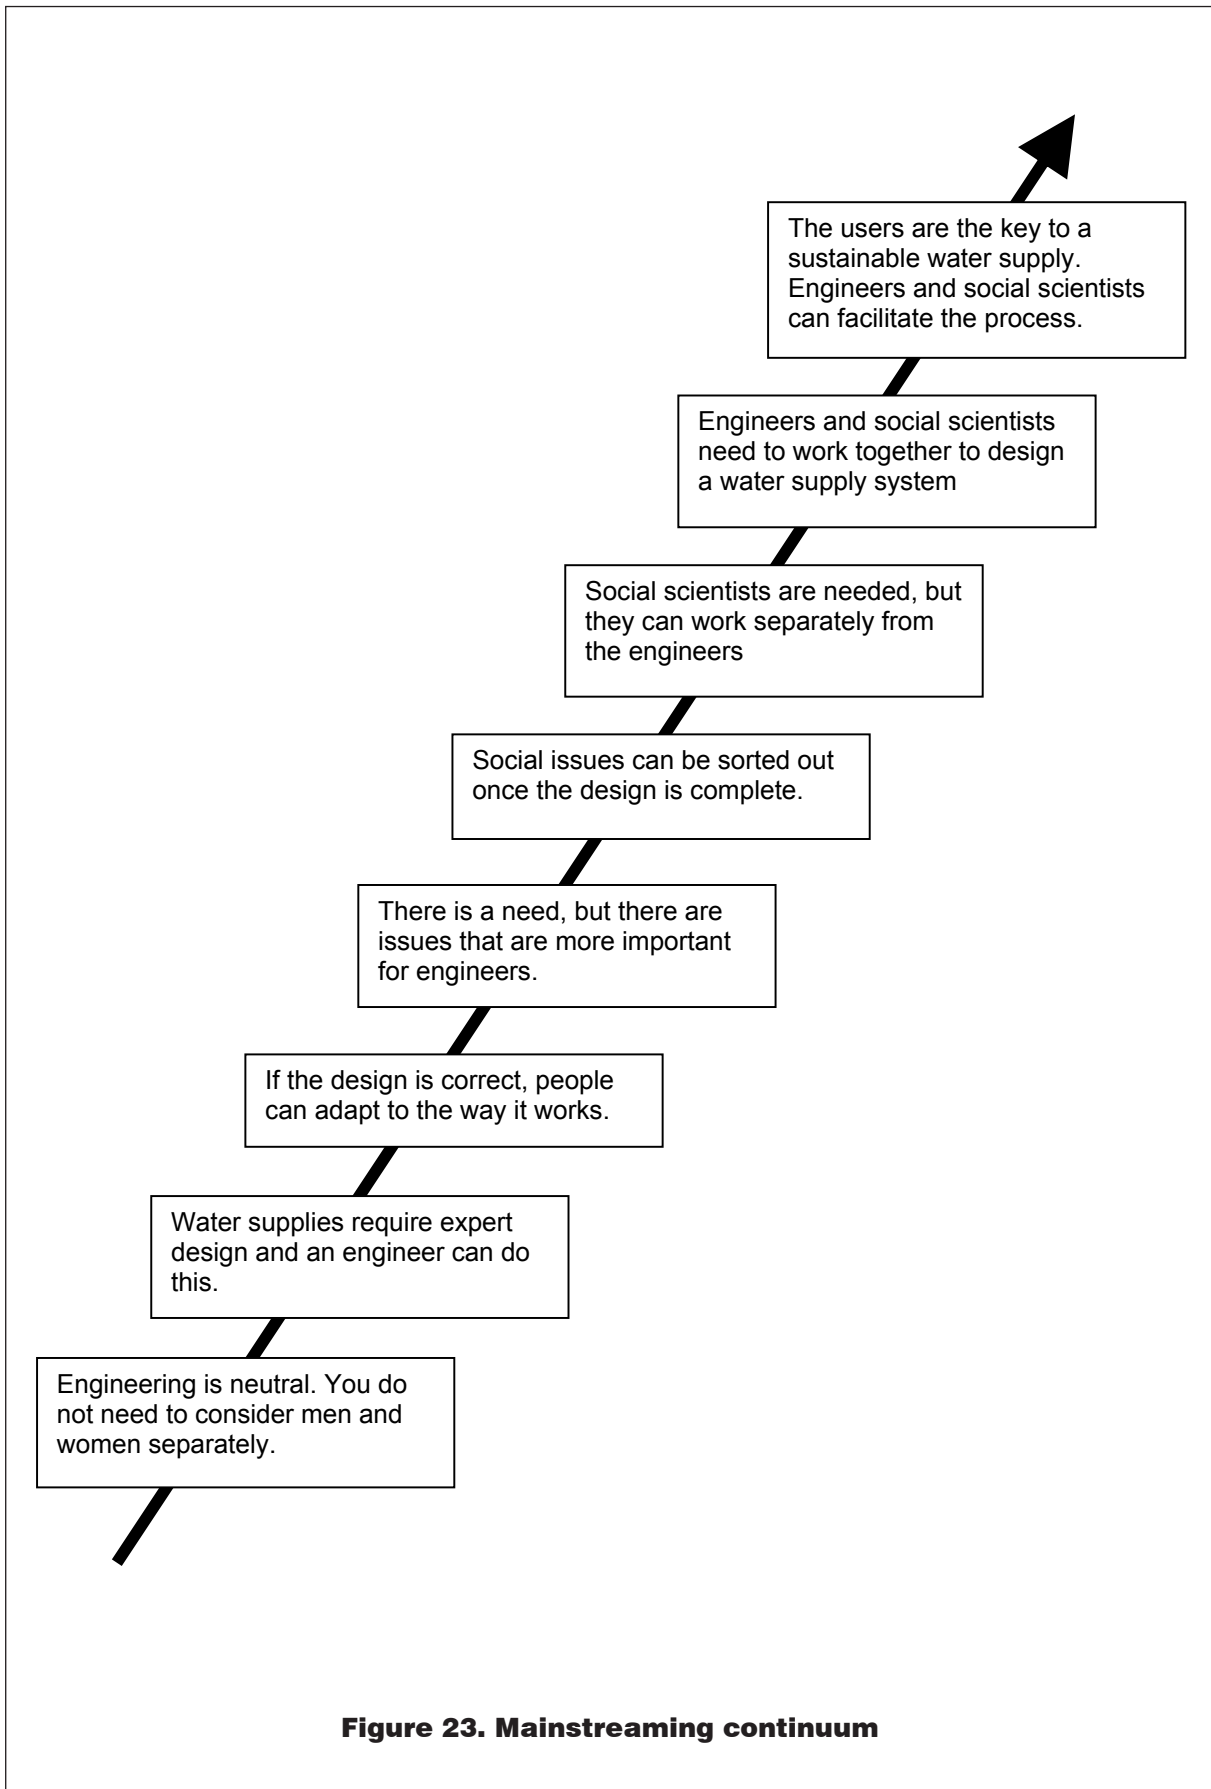 The users are the key to a
sustainable water supply.
Engineers and social scientists
can facilitate the process.
Engineers and social scientists
need to work together to design
a water supply system
Social scientists are needed, but
they can work separately from
the engineers
Social issues can be sorted out
once the design is complete.
There is a need, but there are
issues that are more important
for engineers.
If the design is correct, people
can adapt to the way it works.
Water supplies require expert
design and an engineer can do
this.
Engineering is neutral. You do
not need to consider men and
women separately.
Figure 23. Mainstreaming continuum